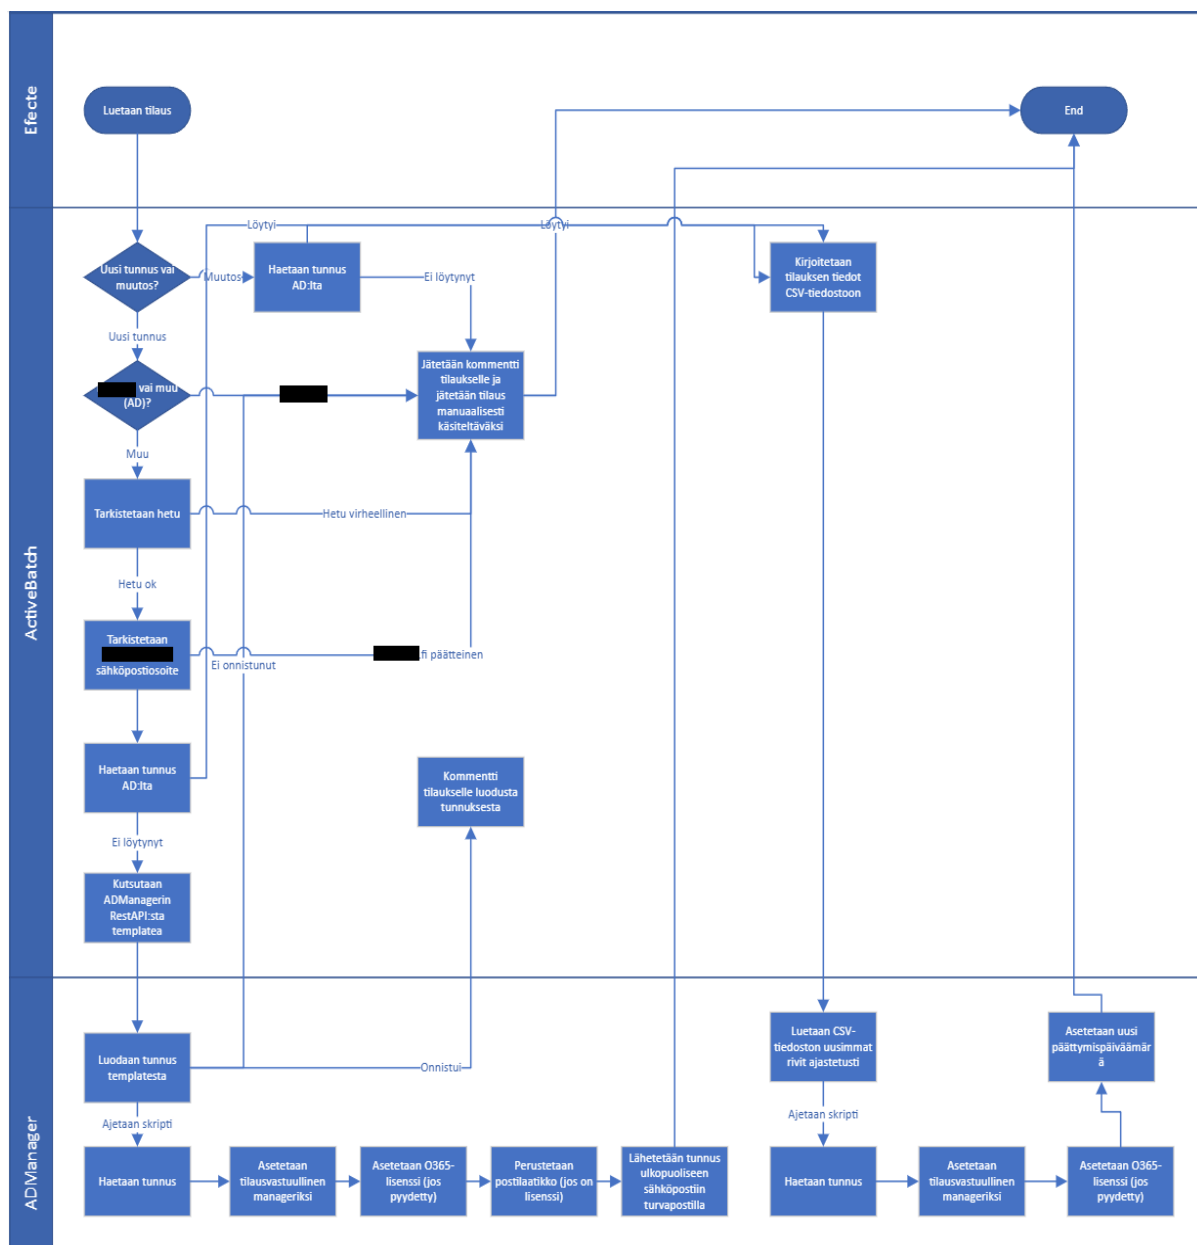 Efecte
Luetaan tilaus
End
ActiveBatch
Löytyi
Löytyi
Uusi tunnus vai
muutos?
Muutos
Haetaan tunnus
AD:lta
Ei löytynyt
Kirjoitetaan
tilauksen tiedot
CSV-tiedostoon
Uusi tunnus
vai muu
(AD)?
Jätetään kommentti
tilaukselle ja
jätetään tilaus
manuaalisesti
käsiteltäväksi
Muu
Tarkistetaan hetu
Hetu virheellinen
Hetu ok
Tarkistetaan
sähköpostiosoite
Ei onnistunut
.fi päätteinen
Haetaan tunnus
AD:lta
Kommentti
tilaukselle luodusta
tunnuksesta
Ei löytynyt
Kutsutaan
ADManagerin
RestAPI:sta
templatea
ADManager
Luodaan tunnus
templatesta
Onnistui
Luetaan CSV-
tiedoston uusimmat
rivit ajastetusti
Asetetaan uusi
päättymispäiväämär
ä
Ajetaan skripti
Ajetaan skripti
Haetaan tunnus
Asetetaan
tilausvastuullinen
manageriksi
Asetetaan O365-
lisenssi (jos
pyydetty)
Perustetaan
postilaatikko (jos on
lisenssi)
Lähetetään tunnus
ulkopuoliseen
sähköpostiin
turvapostilla
Haetaan tunnus
Asetetaan
tilausvastuullinen
manageriksi
Asetetaan O365-
lisenssi (jos
pyydetty)